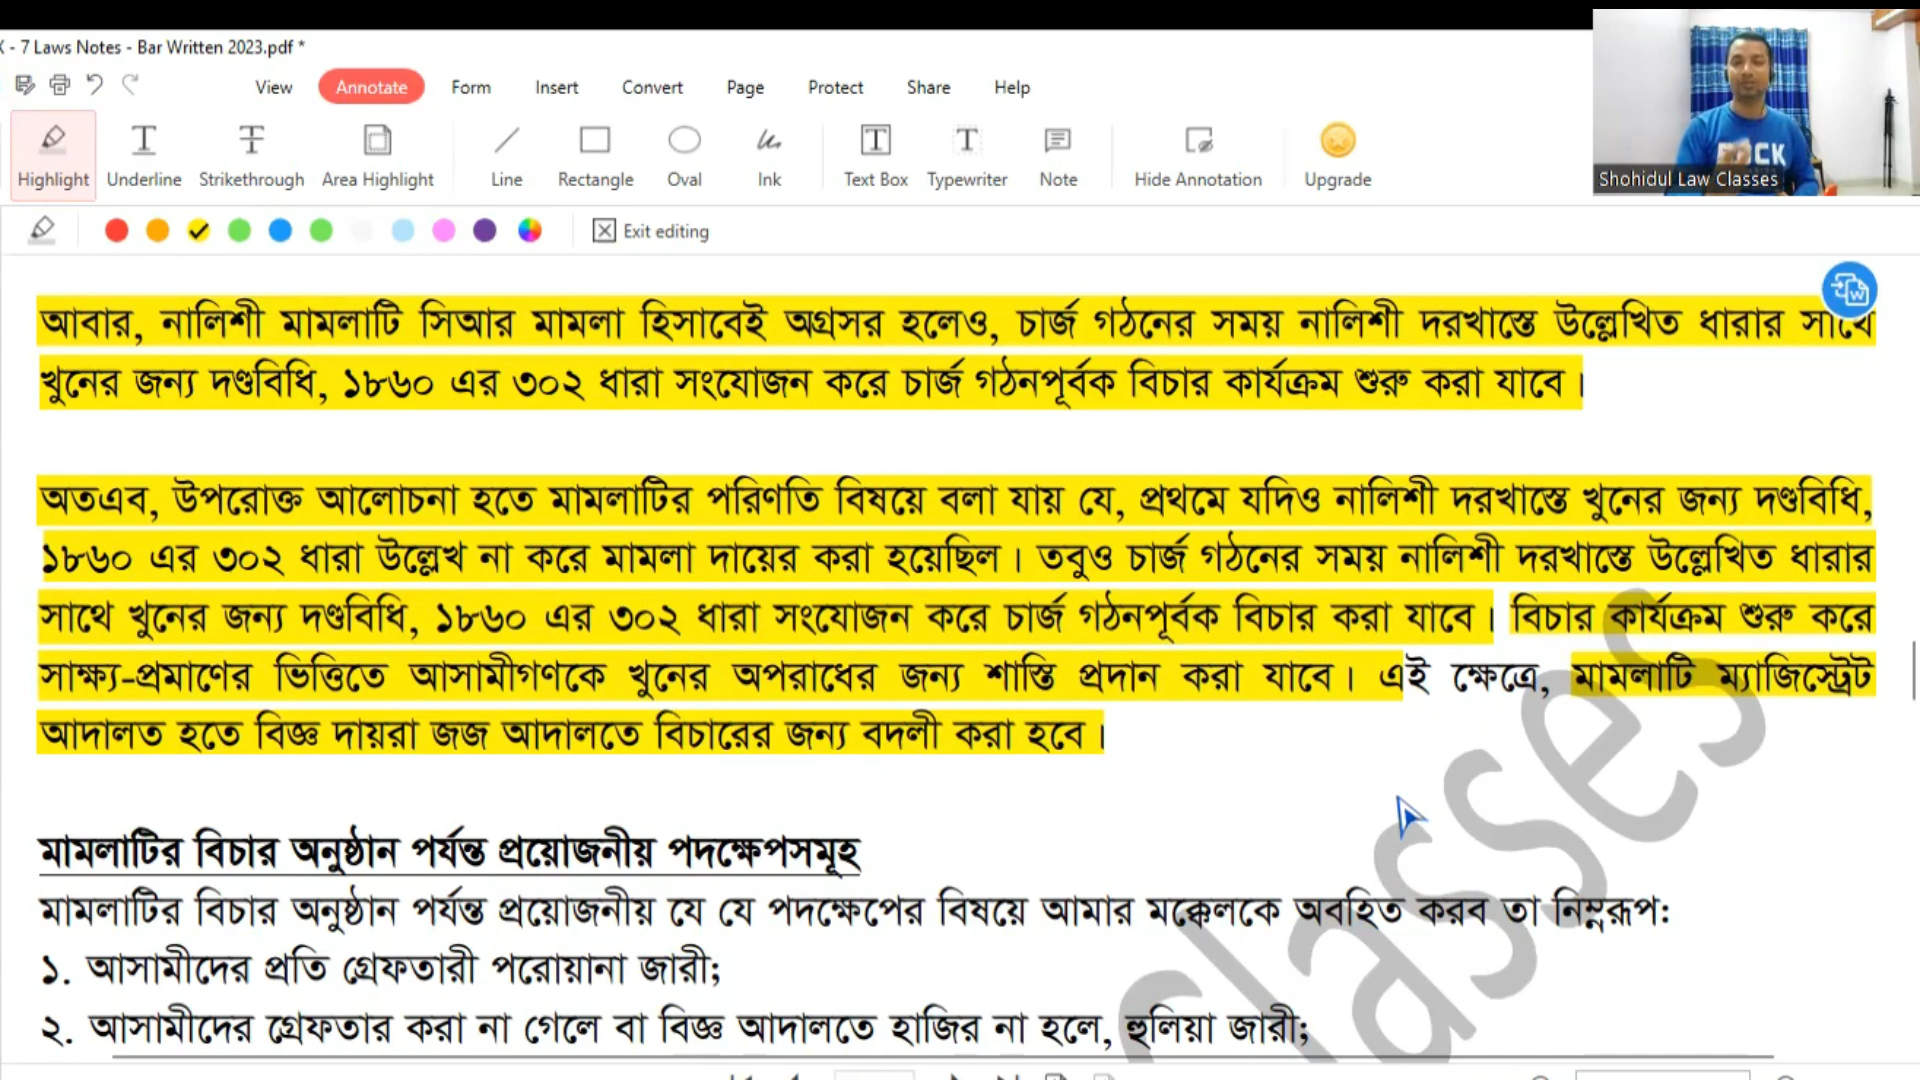 X - 7 Laws Notes - Bar Written 2023.pdf *
View Annotate Form Insert Convert Page Protect Share Help
Highlight Underline Strikethrough Area Highlight Line Rectangle Oval Ink Text Box Typewriter Note Hide Annotation Upgrade
Shohidul Law Classes
Exit editing
আবার, নালিশী মামলাটি সিআর মামলা হিসাবেই অগ্রসর হলেও, চার্জ গঠনের সময় নালিশী দরখাস্তে উল্লেখিত ধারার সাথে
খুনের জন্য দণ্ডবিধি, ১৮৬০ এর ৩০২ ধারা সংযোজন করে চার্জ গঠনপূর্বক বিচার কার্যক্রম শুরু করা যাবে।
অতএব, উপরোক্ত আলোচনা হতে মামলাটির পরিণতি বিষয়ে বলা যায় যে, প্রথমে যদিও নালিশী দরখাস্তে খুনের জন্য দণ্ডবিধি,
১৮৬০ এর ৩০২ ধারা উল্লেখ না করে মামলা দায়ের করা হয়েছিল। তবুও চার্জ গঠনের সময় নালিশী দরখাস্তে উল্লেখিত ধারার
সাথে খুনের জন্য দণ্ডবিধি, ১৮৬০ এর ৩০২ ধারা সংযোজন করে চার্জ গঠনপূর্বক বিচার করা যাবে। বিচার কার্যক্রম শুরু করে
সাক্ষ্য-প্রমাণের ভিত্তিতে আসামীগণকে খুনের অপরাধের জন্য শাস্তি প্রদান করা যাবে। এই ক্ষেত্রে, মামলাটি ম্যাজিস্ট্রেট
আদালত হতে বিজ্ঞ দায়রা জজ আদালতে বিচারের জন্য বদলী করা হবে।
মামলাটির বিচার অনুষ্ঠান পর্যন্ত প্রয়োজনীয় পদক্ষেপসমূহ
মামলাটির বিচার অনুষ্ঠান পর্যন্ত প্রয়োজনীয় যে যে পদক্ষেপের বিষয়ে আমার মক্কেলকে অবহিত করব তা নিম্নরূপ:
১. আসামীদের প্রতি গ্রেফতারী পরোয়ানা জারী;
২. আসামীদের গ্রেফতার করা না গেলে বা বিজ্ঞ আদালতে হাজির না হলে, হুলিয়া জারী;
Classes